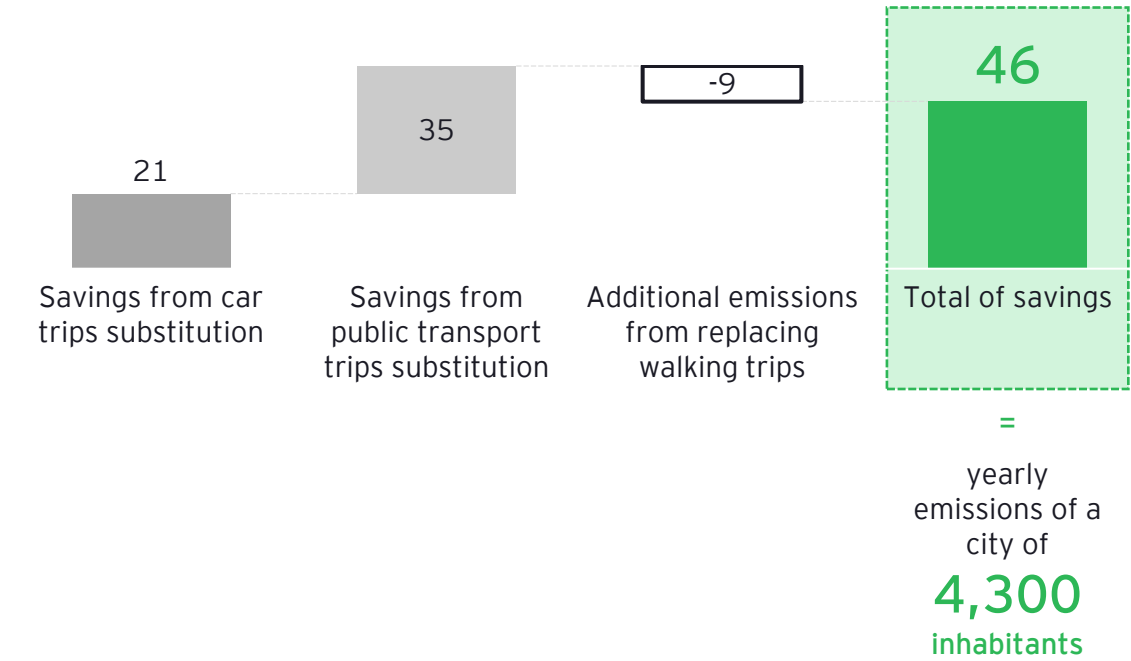 21
35
-9
46
Savings from car
trips substitution
Savings from
public transport
trips substitution
Additional emissions
from replacing
walking trips
Total of savings
=
yearly
emissions of a
city of
4,300
inhabitants